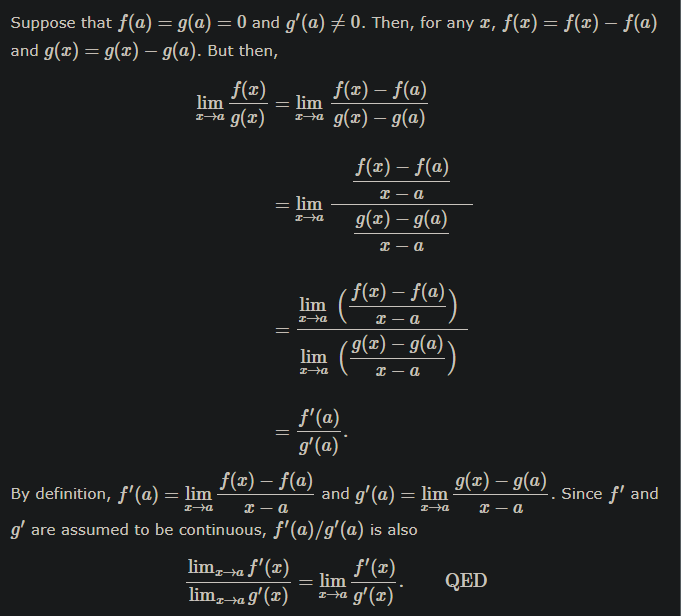 Suppose that f(a) = g(a) = 0 and g′(a) ≠ 0. Then, for any x, f(x) = f(x) − f(a)
and g(x) = g(x) − g(a). But then,
lim_{x→a} f(x)/g(x) = lim_{x→a} (f(x) − f(a))/(g(x) − g(a))
= lim_{x→a} ((f(x) − f(a))/(x − a))/((g(x) − g(a))/(x − a))
= (lim_{x→a} ((f(x) − f(a))/(x − a)))/(lim_{x→a} ((g(x) − g(a))/(x − a)))
= f′(a)/g′(a).
By definition, f′(a) = lim_{x→a} (f(x) − f(a))/(x − a) and g′(a) = lim_{x→a} (g(x) − g(a))/(x − a). Since f′ and
g′ are assumed to be continuous, f′(a)/g′(a) is also
(lim_{x→a} f′(x))/(lim_{x→a} g′(x)) = lim_{x→a} f′(x)/g′(x). QED